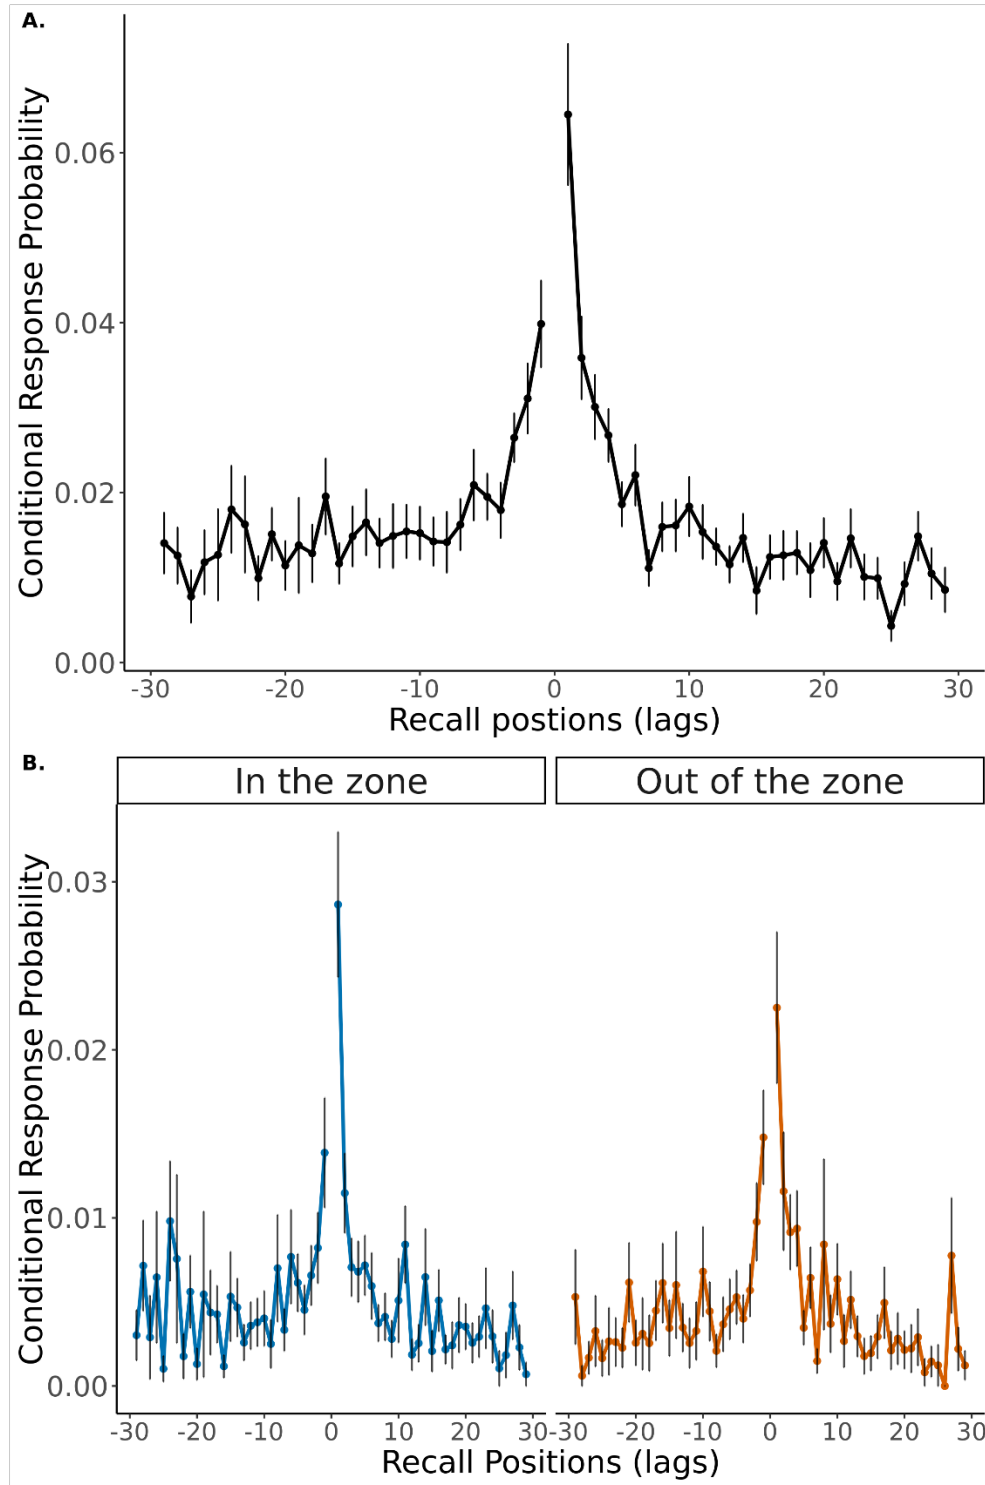 A.
Conditional Response Probability
0.06
0.04
0.02
0.00
-30 -20 -10 0 10 20 30
Recall postions (lags)
B.
In the zone Out of the zone
Conditional Response Probability
0.03
0.02
0.01
0.00
-30 -20 -10 0 10 20 30 -30 -20 -10 0 10 20 30
Recall Positions (lags)